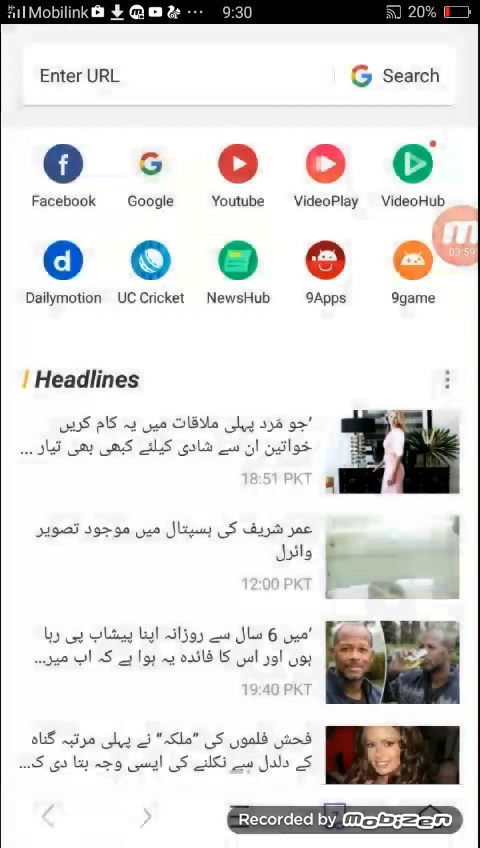 Mobilink
9:30
20%
Enter URL
Search
Facebook Google Youtube VideoPlay VideoHub
03:59
Dailymotion UC Cricket NewsHub 9Apps 9game
Headlines
’جو مَرد پہلی ملاقات میں یہ کام کریں
خواتین ان سے شادی کیلئے کبھی بھی تیار ...
18:51 PKT
عمر شریف کی ہسپتال میں موجود تصویر
وائرل
12:00 PKT
’میں 6 سال سے روزانہ اپنا پیشاب پی رہا
ہوں اور اس کا فائدہ یہ ہوا ہے کہ اب میر...
19:40 PKT
فحش فلموں کی ”ملکہ“ نے پہلی مرتبہ گناہ
کے دلدل سے نکلنے کی ایسی وجہ بتا دی ک...
Recorded by Mobizen